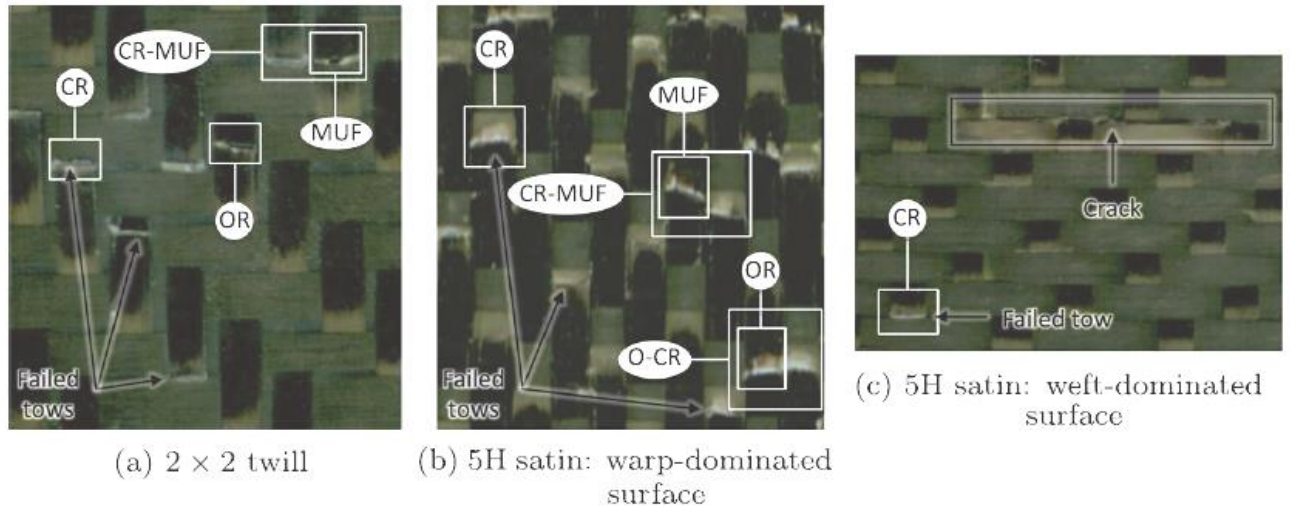 CR-MUF
CR
MUF
OR
Failed
tows
(a) 2 × 2 twill
CR
MUF
CR-MUF
OR
O-CR
Failed
tows
(b) 5H satin: warp-dominated
surface
Crack
CR
Failed tow
(c) 5H satin: weft-dominated
surface